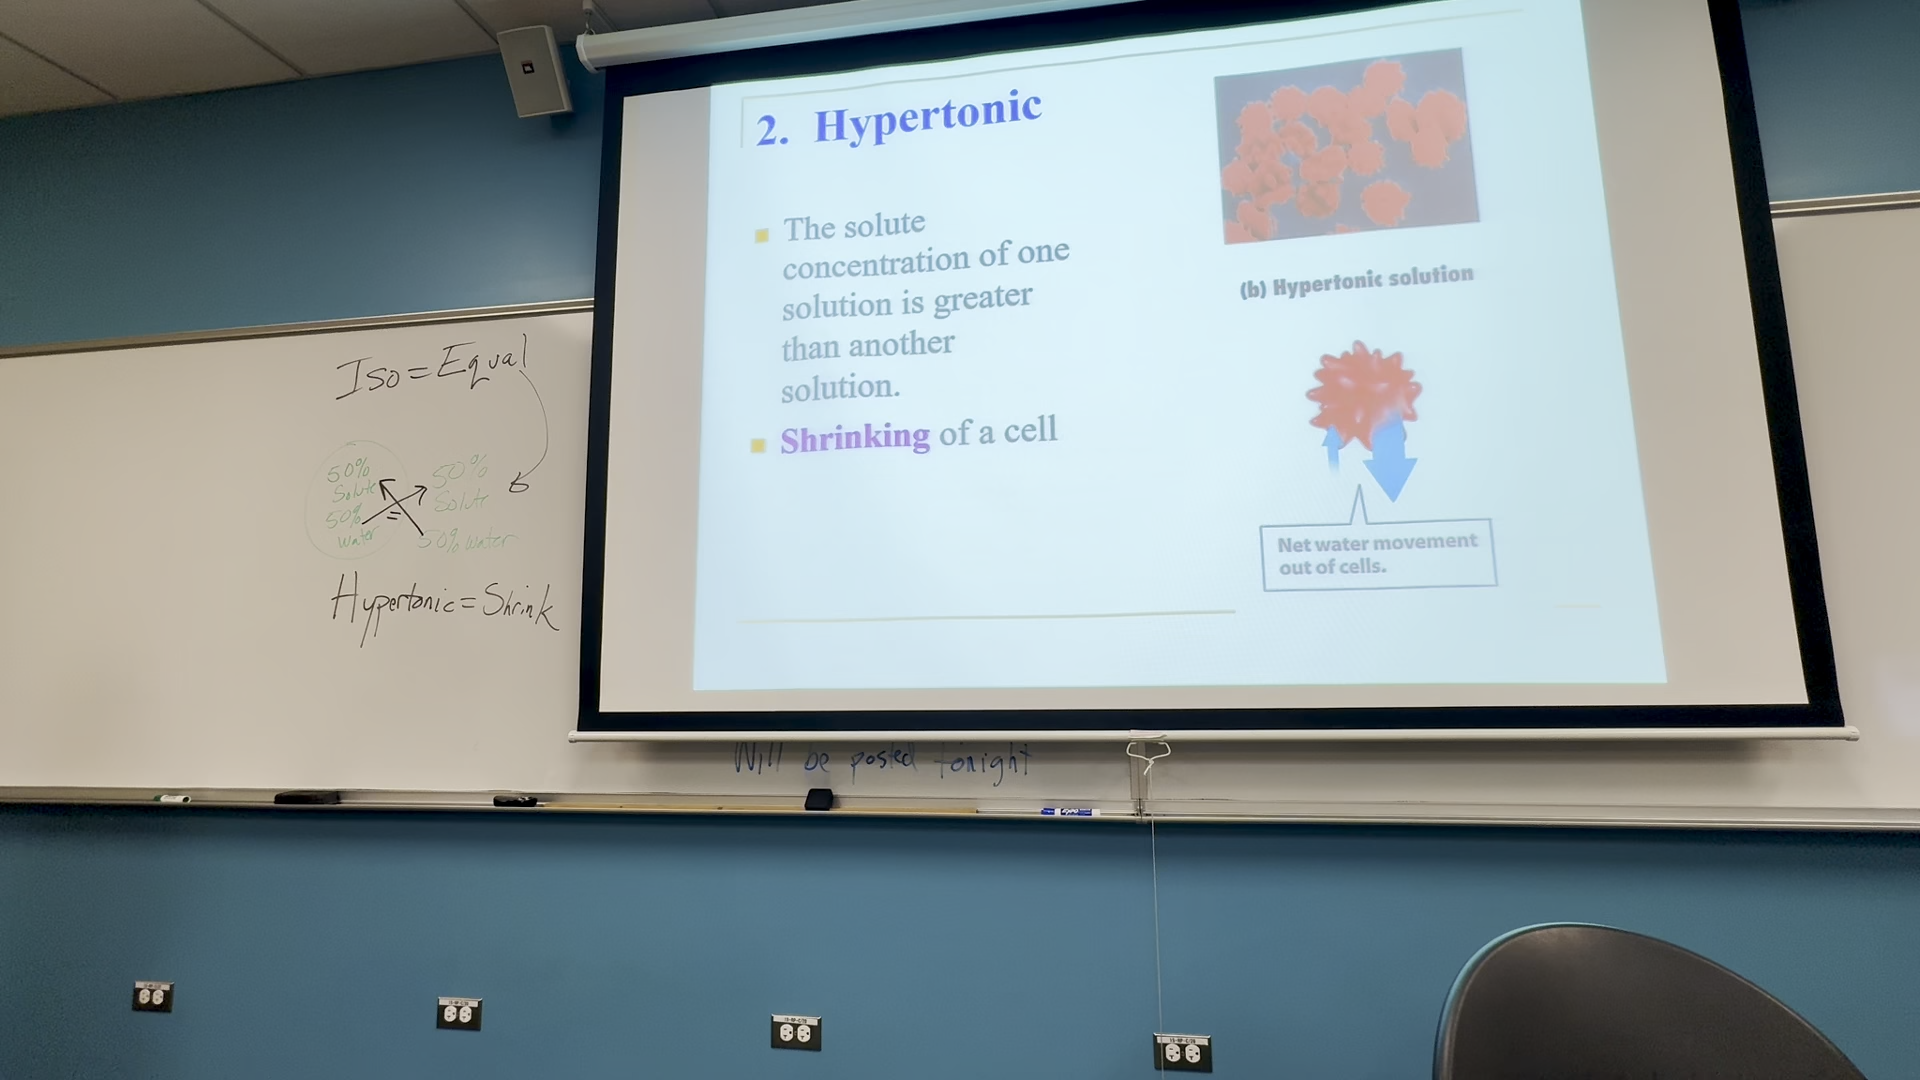 2. Hypertonic
The solute
concentration of one
solution is greater
than another
solution.
Shrinking of a cell
(b) Hypertonic solution
Net water movement
out of cells.
Iso = Equal
50%
Solute
50%
water
50%
Solute
50% water
=
Hypertonic = Shrink
Will be posted tonight